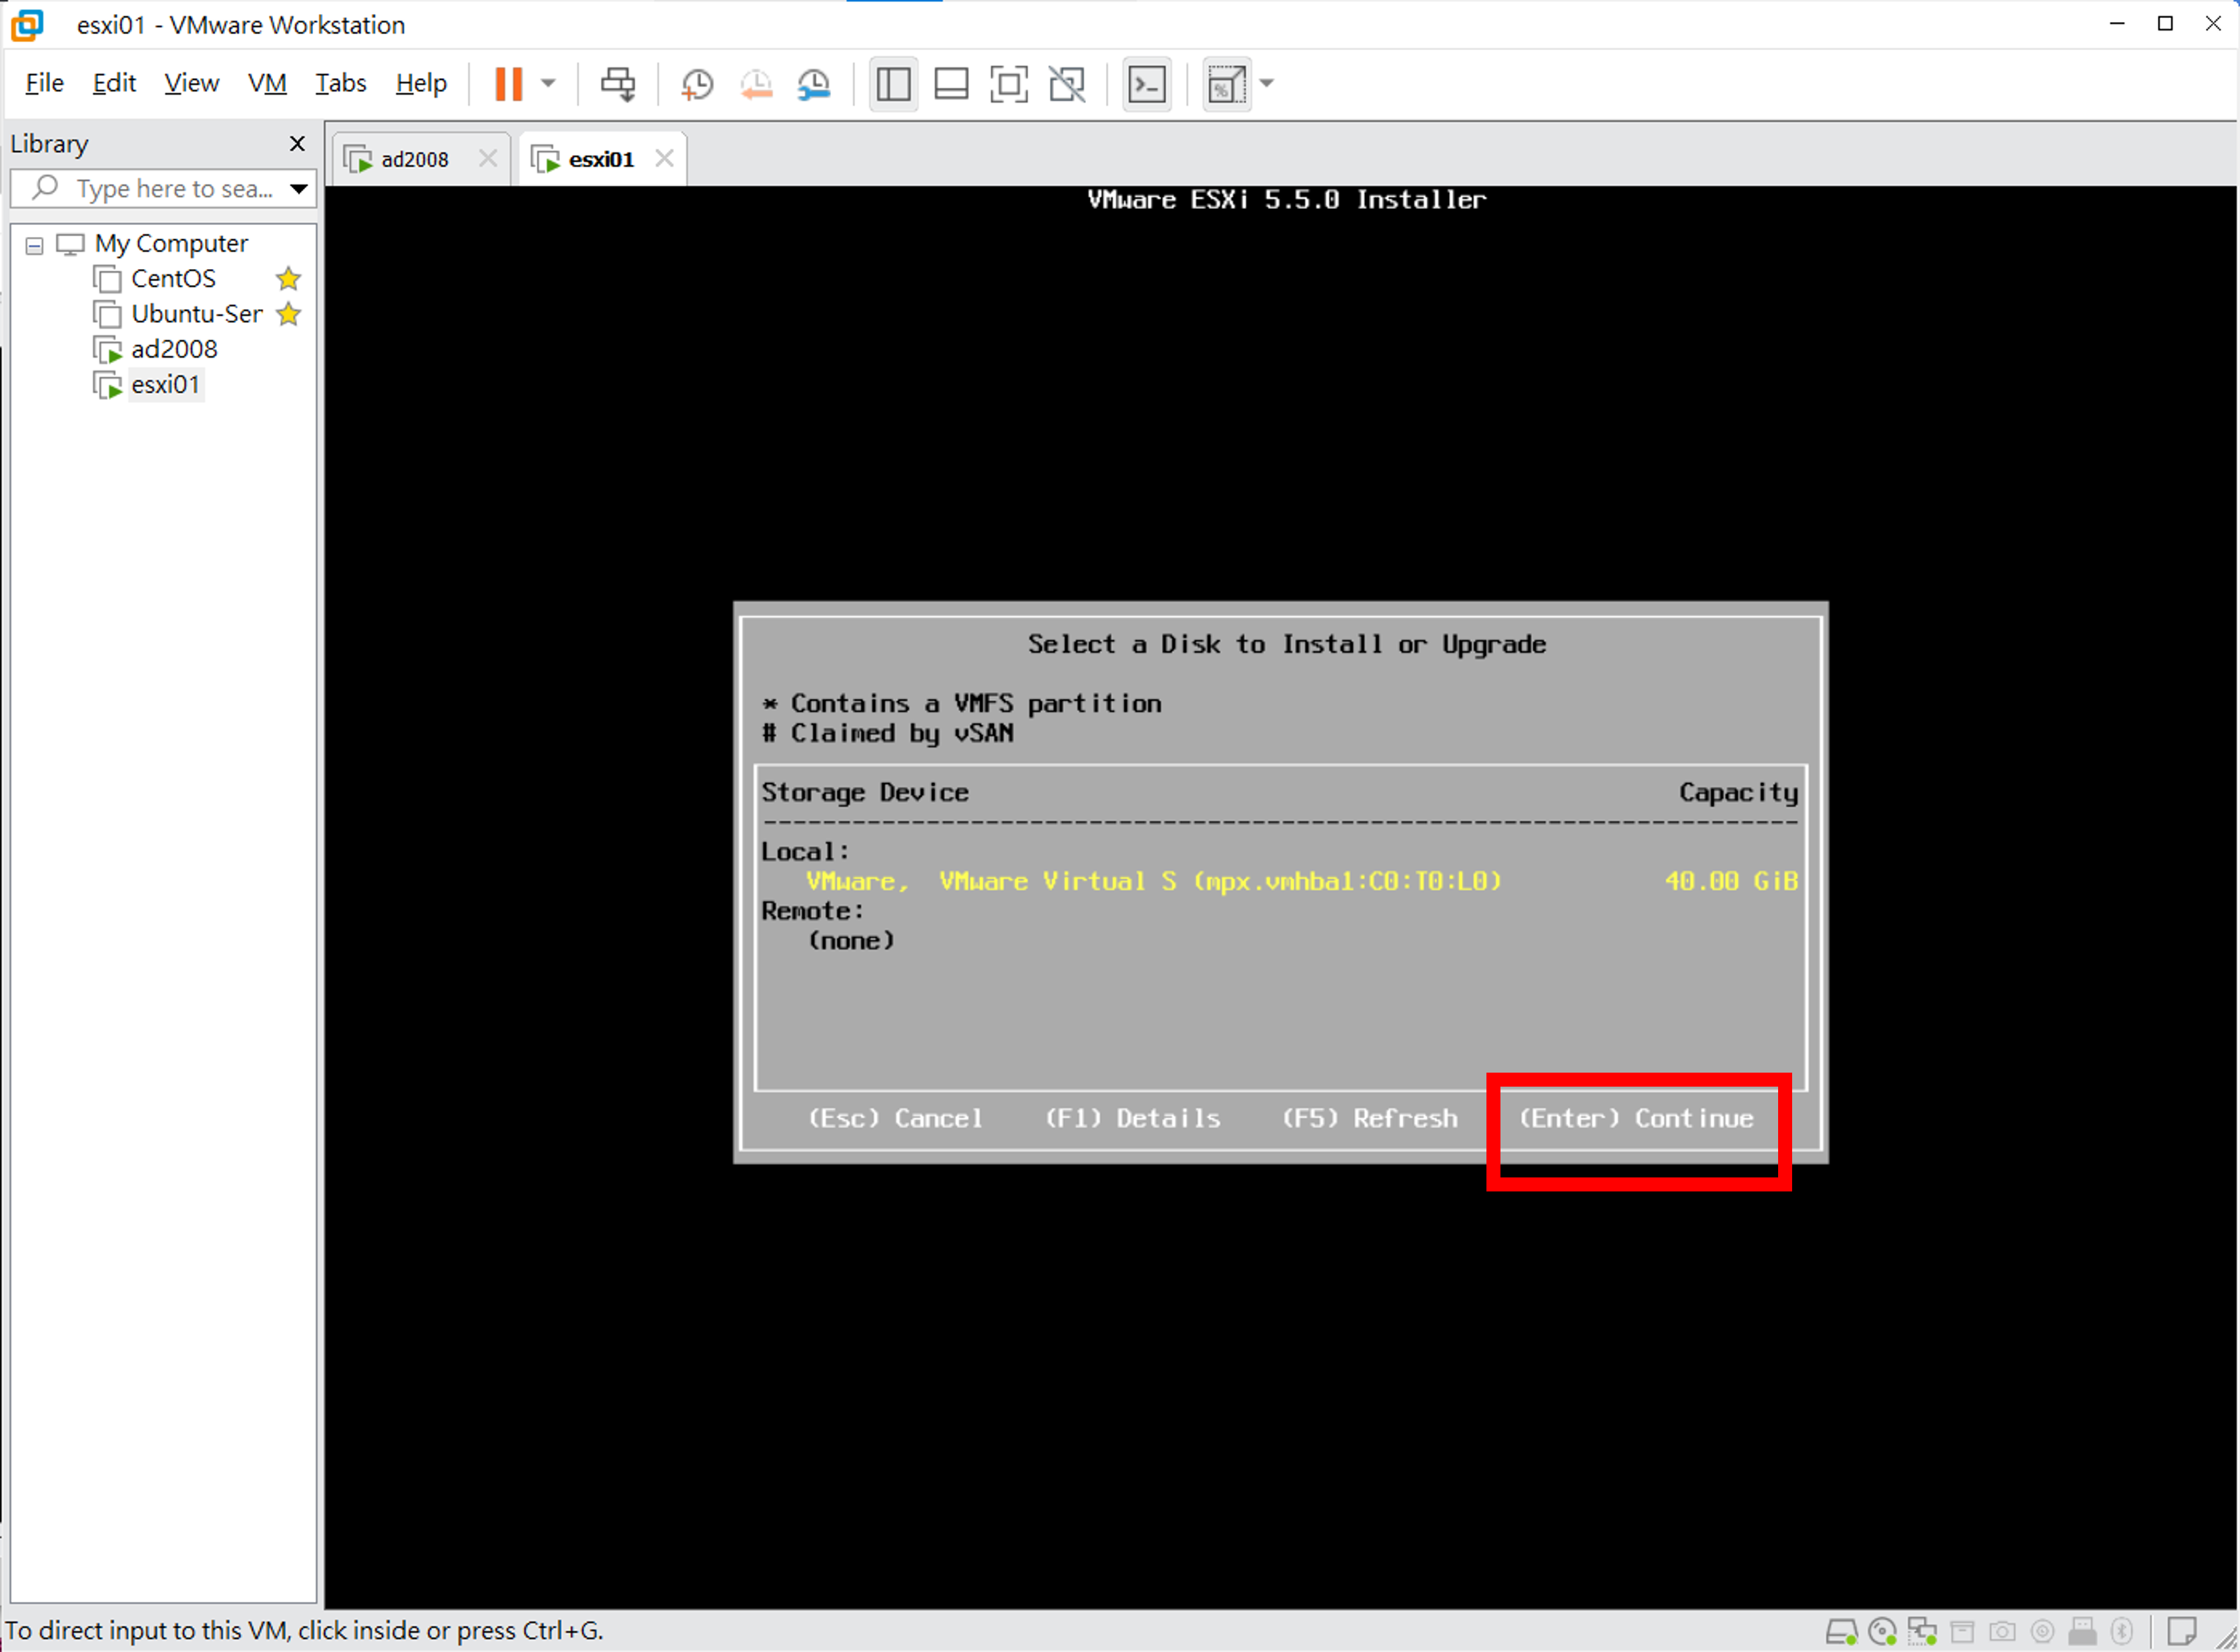 esxi01 - VMware Workstation
File Edit View VM Tabs Help
Library
ad2008
esxi01
Type here to sea...
My Computer
CentOS
Ubuntu-Ser
ad2008
esxi01
VMware ESXi 5.5.0 Installer
Select a Disk to Install or Upgrade
* Contains a VMFS partition
# Claimed by vSAN
Storage Device Capacity
--------------------------------------------------------------------
Local:
VMware, VMware Virtual S (mpx.vmhba1:C0:T0:L0) 40.00 GiB
Remote:
(none)
(Esc) Cancel (F1) Details (F5) Refresh (Enter) Continue
To direct input to this VM, click inside or press Ctrl+G.